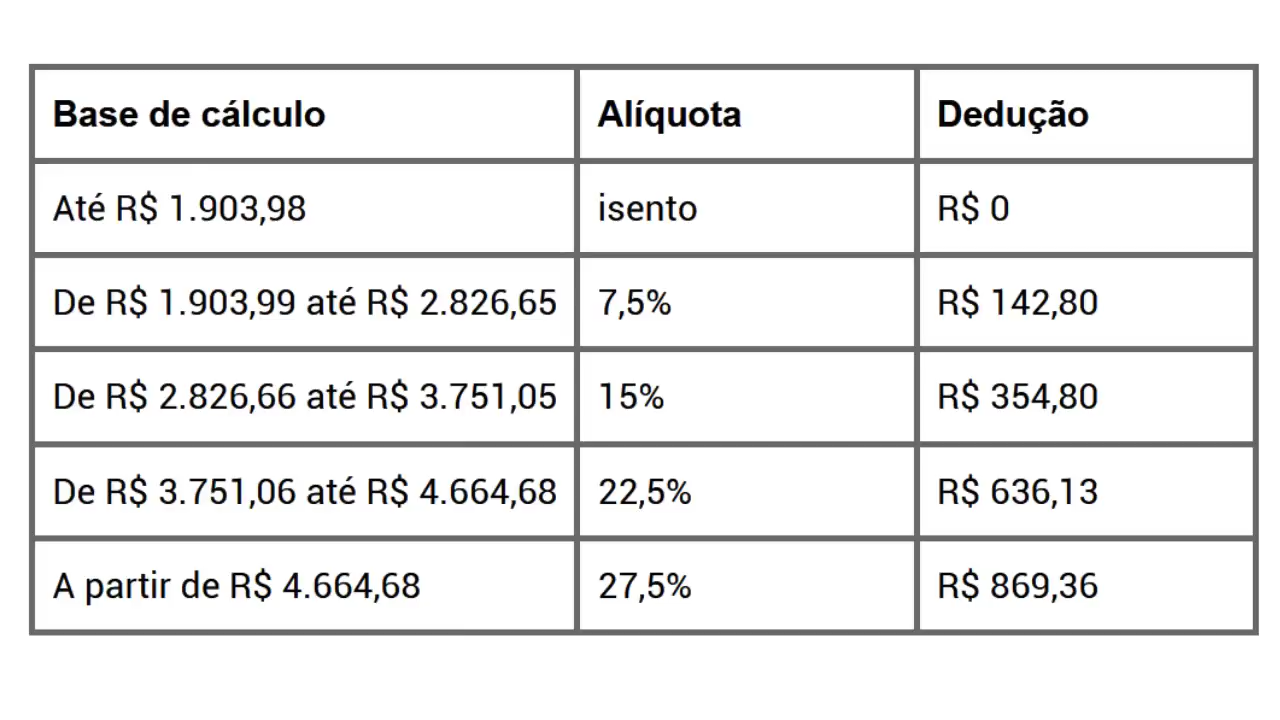 Base de cálculo Alíquota Dedução
Até R$ 1.903,98 isento R$ 0
De R$ 1.903,99 até R$ 2.826,65 7,5% R$ 142,80
De R$ 2.826,66 até R$ 3.751,05 15% R$ 354,80
De R$ 3.751,06 até R$ 4.664,68 22,5% R$ 636,13
A partir de R$ 4.664,68 27,5% R$ 869,36